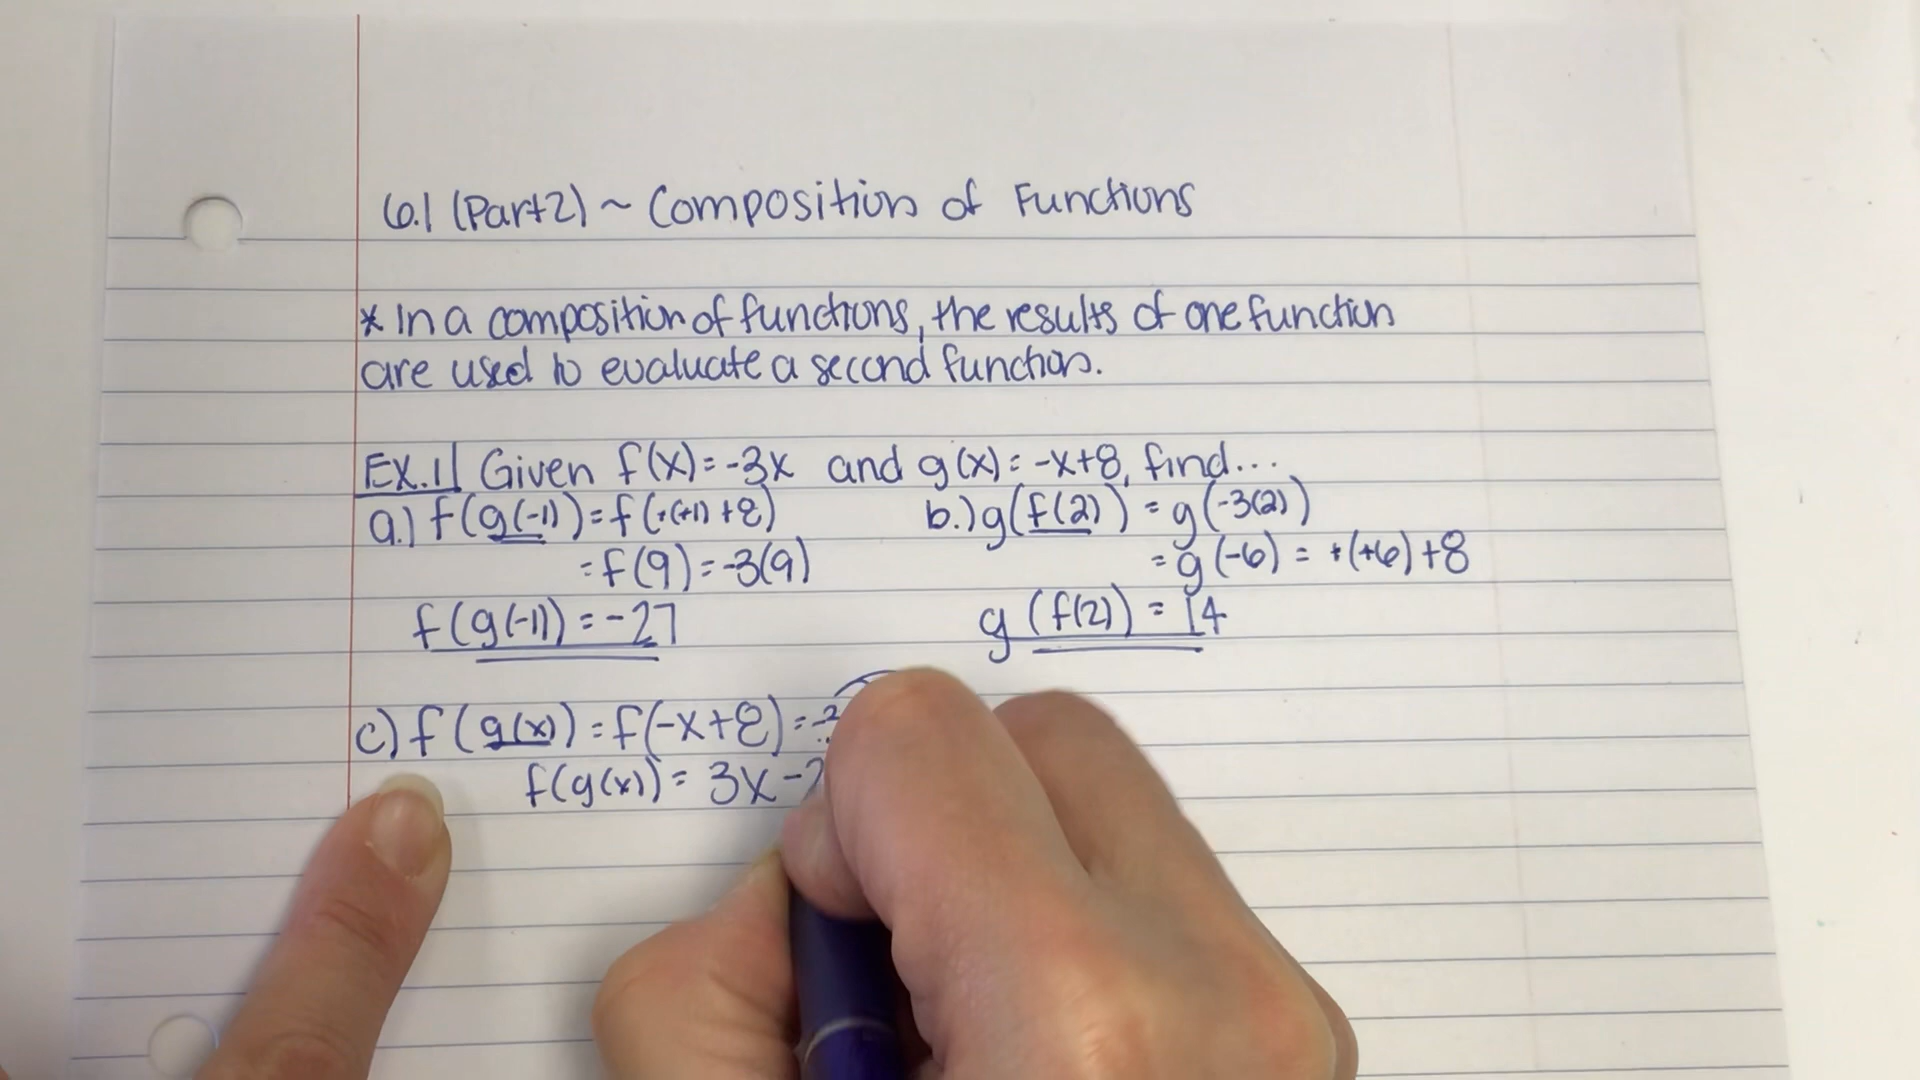 6.1 (Part 2) ~ Composition of Functions
* In a composition of functions, the results of one function
are used to evaluate a second function.
EX.1 Given f(x) = -3x and g(x) = -x+8, find...
a.) f(g(-1)) = f(+(+1) +8)
= f(9) = -3(9)
f(g(-1)) = -27
b.) g(f(2)) = g(-3(2))
= g(-6) = +(+6)+8
g(f(2)) = 14
c.) f(g(x)) = f(-x+8) =
f(g(x)) = 3x -2